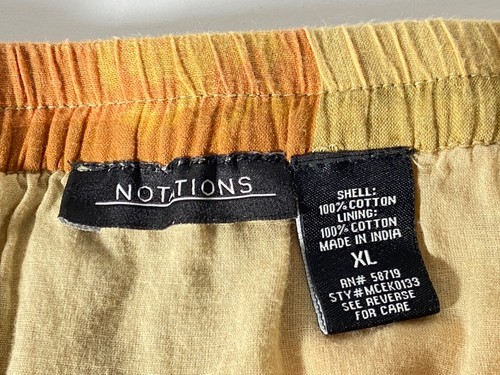 NOTATIONS
SHELL:
100% COTTON
LINING:
100% COTTON
MADE IN INDIA
XL
RN# 58719
STY#MCEK0133
SEE REVERSE
FOR CARE